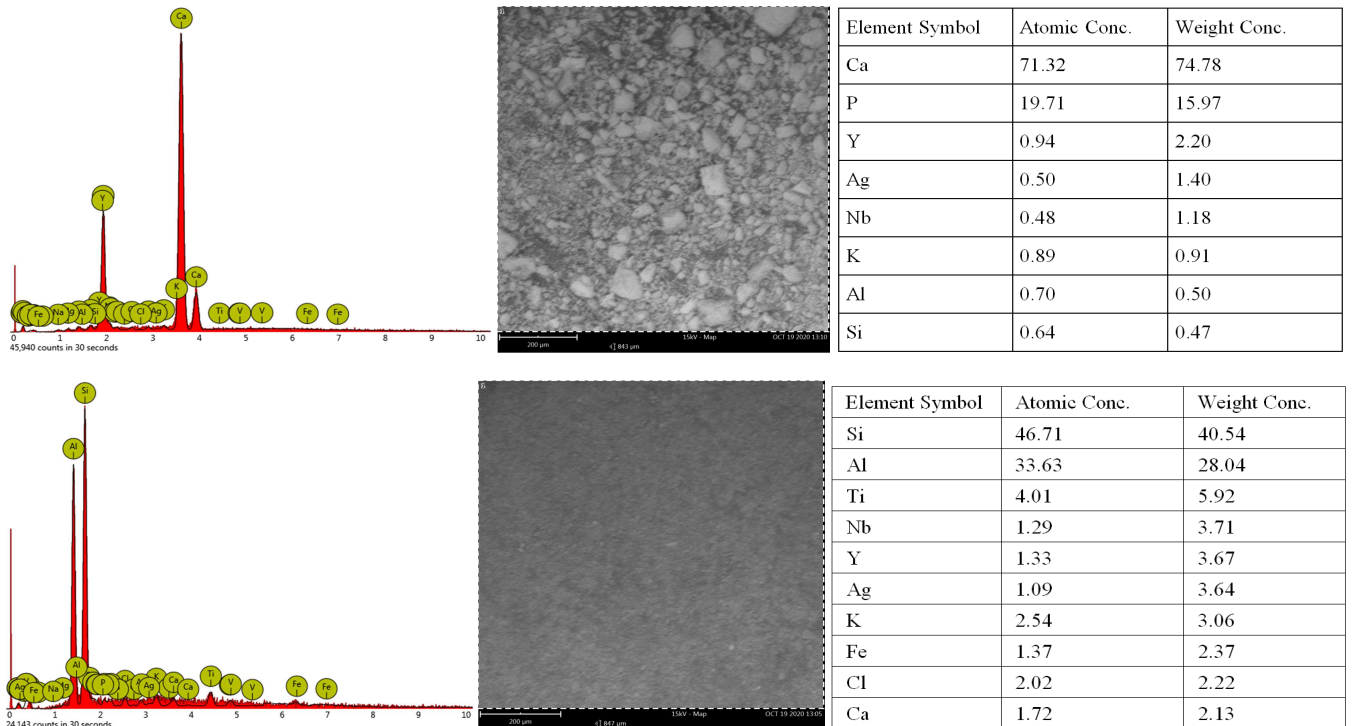 Ca
Y
Ca
K
Fe
Na
Al
Si
Cl
Ag
Ti
V
V
Fe
Fe
0 1 2 3 4 5 6 7 8 9 10
45,940 counts in 30 seconds
200 µm
843 µm
15kV - Map
OCT 19 2020 13:10
Element Symbol Atomic Conc. Weight Conc.
Ca 71.32 74.78
P 19.71 15.97
Y 0.94 2.20
Ag 0.50 1.40
Nb 0.48 1.18
K 0.89 0.91
Al 0.70 0.50
Si 0.64 0.47
Si
Al
Al
Ag
Fe
Na
P
Cl
Ag
K
Ca
Ca
Ti
V
V
Fe
Fe
0 1 2 3 4 5 6 7 8 9 10
24,143 counts in 30 seconds
200 µm
847 µm
15kV - Map
OCT 19 2020 13:05
Element Symbol Atomic Conc. Weight Conc.
Si 46.71 40.54
Al 33.63 28.04
Ti 4.01 5.92
Nb 1.29 3.71
Y 1.33 3.67
Ag 1.09 3.64
K 2.54 3.06
Fe 1.37 2.37
Cl 2.02 2.22
Ca 1.72 2.13